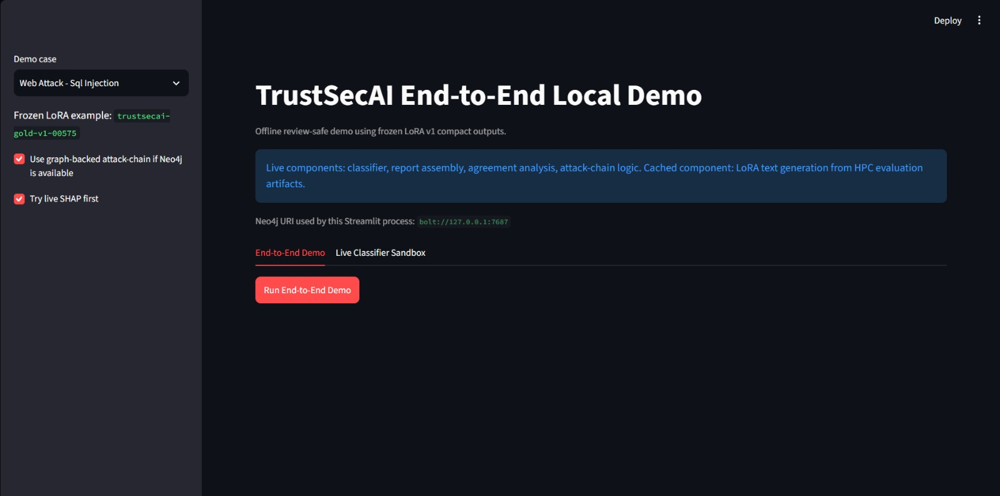 Deploy
Demo case
Web Attack - Sql Injection
Frozen LoRA example: trustsecai-
gold-v1-00575
Use graph-backed attack-chain if Neo4j
is available
Try live SHAP first
TrustSecAI End-to-End Local Demo
Offline review-safe demo using frozen LoRA v1 compact outputs.
Live components: classifier, report assembly, agreement analysis, attack-chain logic. Cached component: LoRA text generation from HPC evaluation
artifacts.
Neo4j URI used by this Streamlit process: bolt://127.0.0.1:7687
End-to-End Demo
Live Classifier Sandbox
Run End-to-End Demo